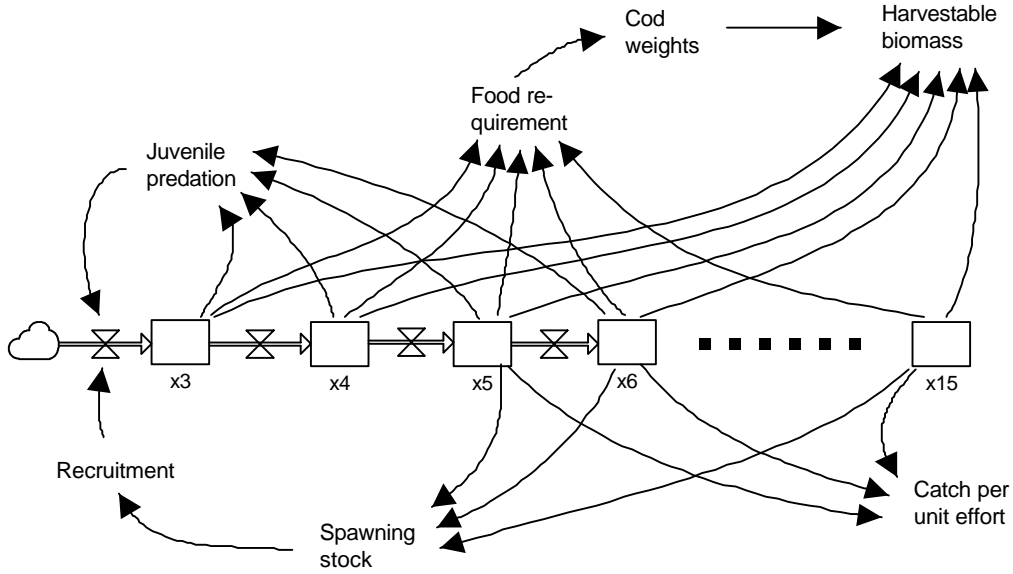 Cod
weights
Harvestable
biomass
Food re-
quirement
Juvenile
predation
x3
x4
x5
x6
x15
Recruitment
Spawning
stock
Catch per
unit effort